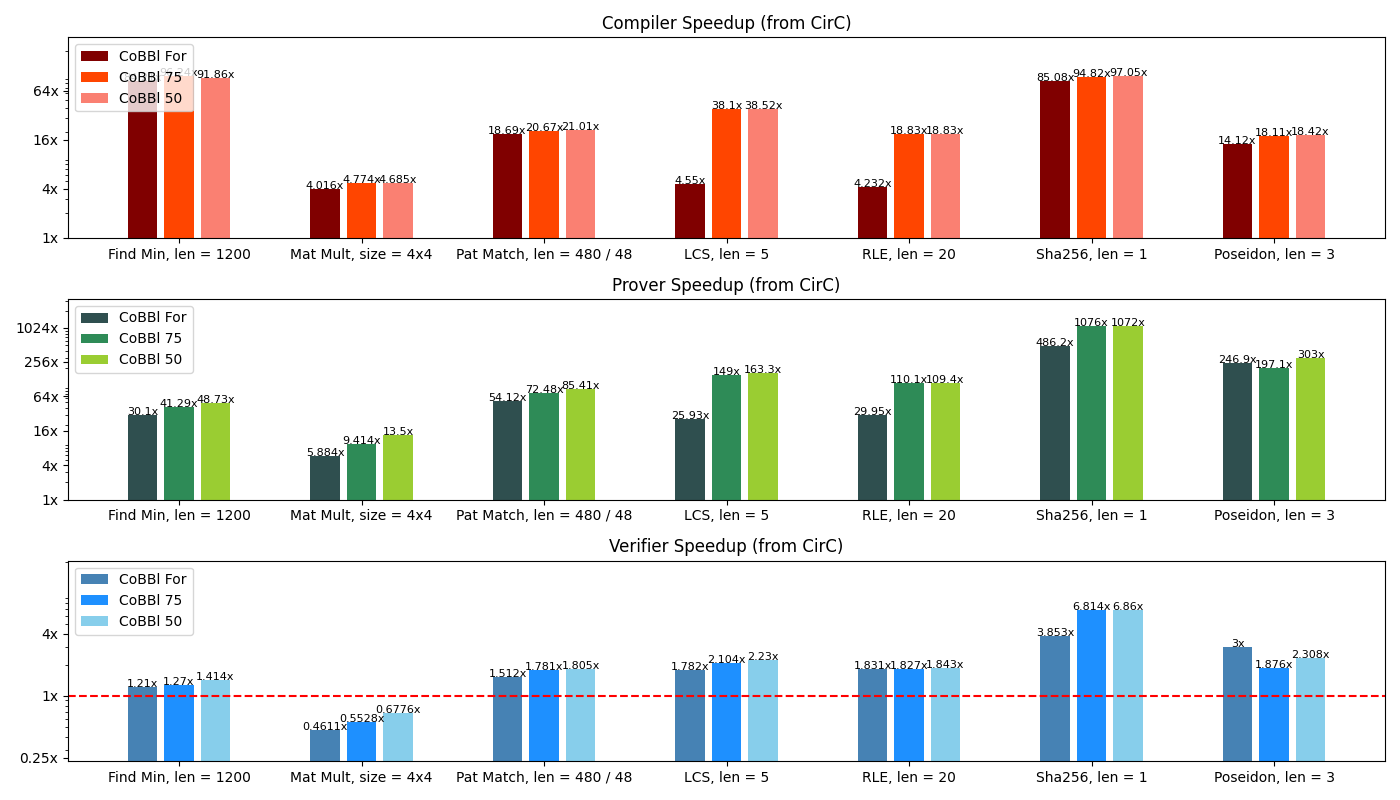 Compiler Speedup (from CirC)
CoBBl For
CoBBl 75
CoBBl 50
64x
16x
4x
1x
91.86x
4.016x
4.774x
4.685x
18.69x
20.67x
21.01x
4.55x
38.1x
38.52x
4.232x
18.83x
18.83x
85.08x
94.82x
97.05x
14.12x
18.11x
18.42x
Find Min, len = 1200
Mat Mult, size = 4x4
Pat Match, len = 480 / 48
LCS, len = 5
RLE, len = 20
Sha256, len = 1
Poseidon, len = 3
Prover Speedup (from CirC)
CoBBl For
CoBBl 75
CoBBl 50
1024x
256x
64x
16x
4x
1x
30.1x
41.29x
48.73x
5.884x
9.414x
13.5x
54.12x
72.48x
85.41x
25.93x
149x
163.3x
29.95x
110.1x
109.4x
486.2x
1076x
1072x
246.9x
197.1x
303x
Find Min, len = 1200
Mat Mult, size = 4x4
Pat Match, len = 480 / 48
LCS, len = 5
RLE, len = 20
Sha256, len = 1
Poseidon, len = 3
Verifier Speedup (from CirC)
CoBBl For
CoBBl 75
CoBBl 50
4x
1x
0.25x
1.21x
1.27x
1.414x
0.4611x
0.5528x
0.6776x
1.512x
1.781x
1.805x
1.782x
2.104x
2.23x
1.831x
1.827x
1.843x
3.853x
6.814x
6.86x
3x
1.876x
2.308x
Find Min, len = 1200
Mat Mult, size = 4x4
Pat Match, len = 480 / 48
LCS, len = 5
RLE, len = 20
Sha256, len = 1
Poseidon, len = 3